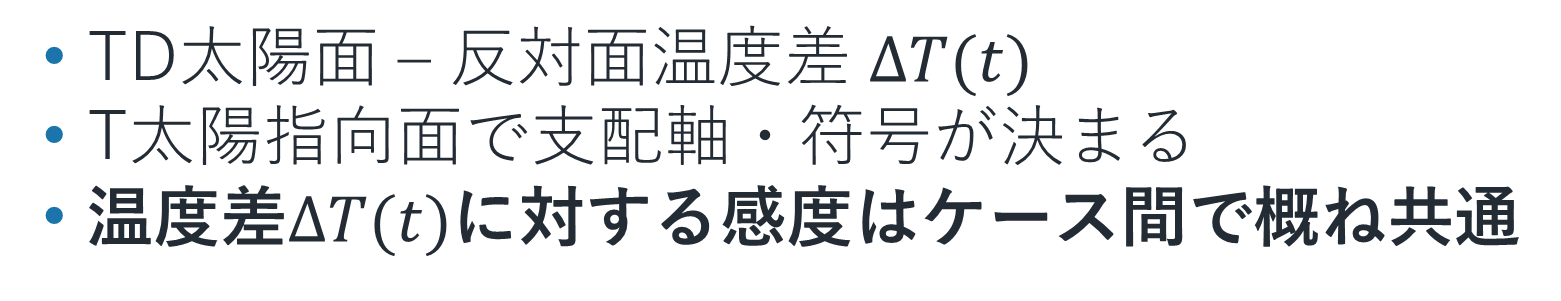 • TD太陽面 – 反対面温度差 ΔT(t)
• T太陽指向面で支配軸・符号が決まる
• 温度差ΔT(t)に対する感度はケース間で概ね共通